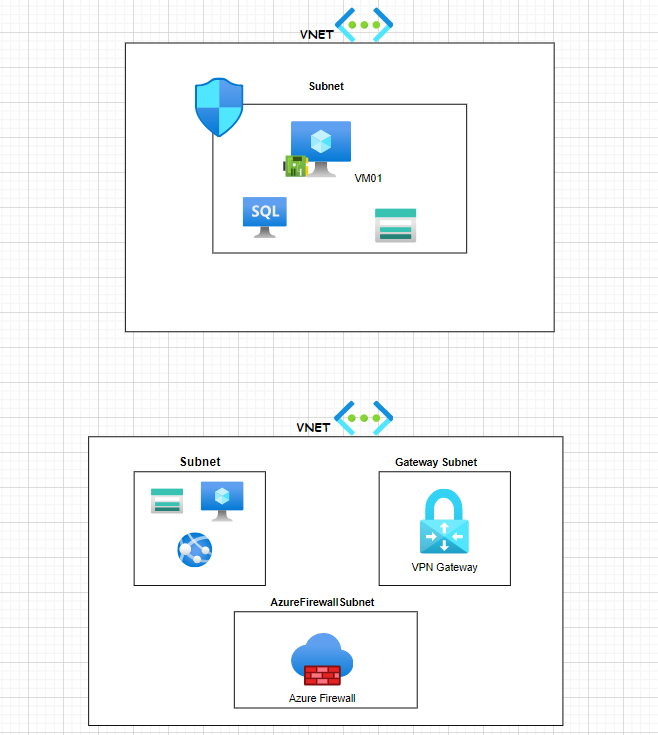 VNET
Subnet
VM01
SQL
VNET
Subnet
Gateway Subnet
VPN Gateway
AzureFirewallSubnet
Azure Firewall